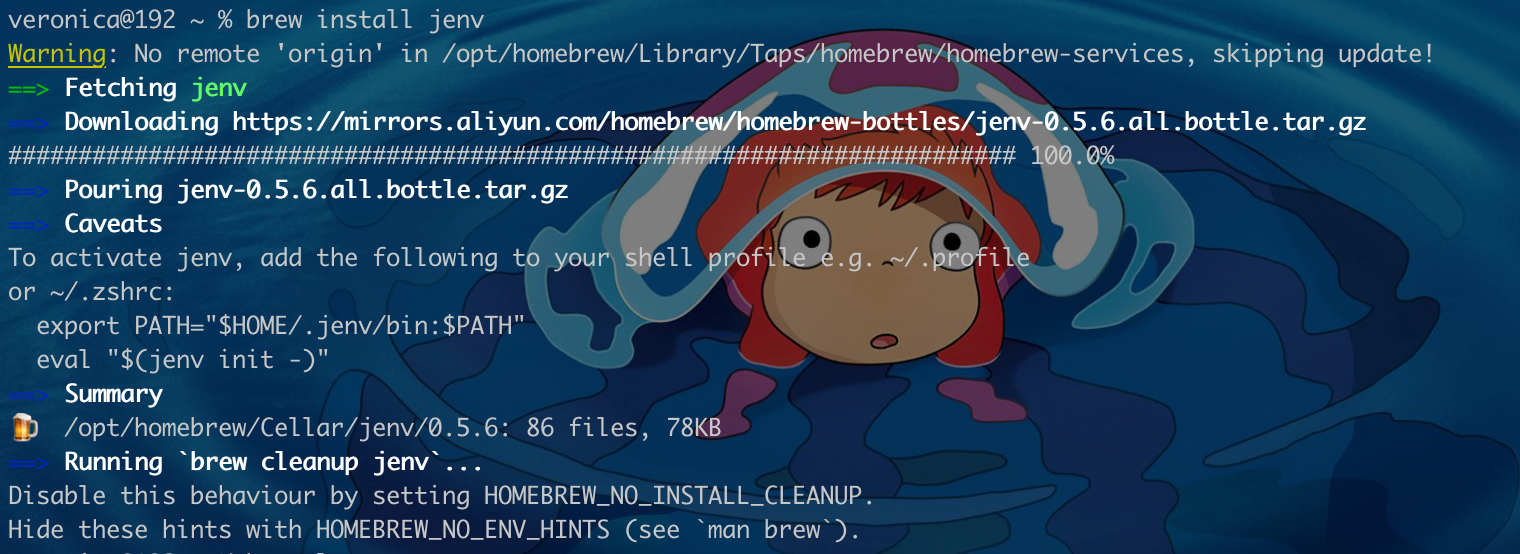 veronica@192 ~ % brew install jenv
Warning: No remote 'origin' in /opt/homebrew/Library/Taps/homebrew/homebrew-services, skipping update!
==> Fetching jenv
==> Downloading https://mirrors.aliyun.com/homebrew/homebrew-bottles/jenv-0.5.6.all.bottle.tar.gz
######################################################################## 100.0%
==> Pouring jenv-0.5.6.all.bottle.tar.gz
==> Caveats
To activate jenv, add the following to your shell profile e.g. ~/.profile
or ~/.zshrc:
  export PATH="$HOME/.jenv/bin:$PATH"
  eval "$(jenv init -)"
==> Summary
🍺  /opt/homebrew/Cellar/jenv/0.5.6: 86 files, 78KB
==> Running `brew cleanup jenv`...
Disable this behaviour by setting HOMEBREW_NO_INSTALL_CLEANUP.
Hide these hints with HOMEBREW_NO_ENV_HINTS (see `man brew`).